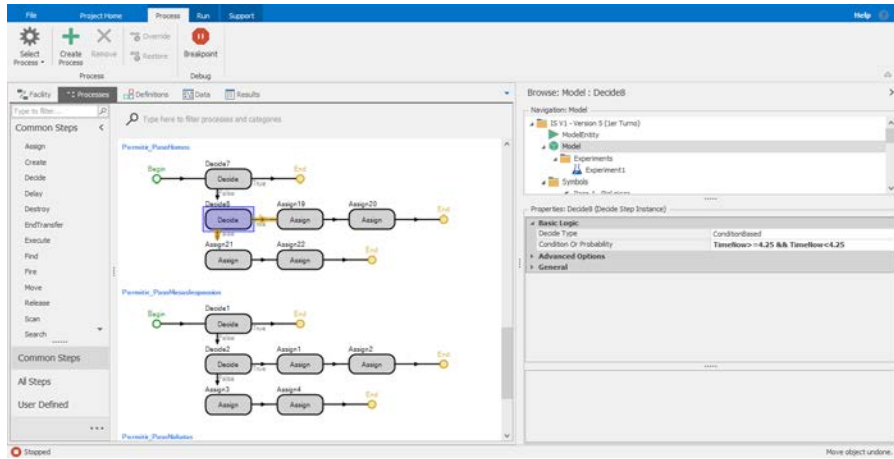 File Project Home Process Run Support Help
Select Process Create Process Remove Override Restore Breakpoint
Process Debug
Facility Processes Definitions Data Results
Type to filter ...
Type here to filter processes and categories
Common Steps
Assign
Create
Decide
Delay
Destroy
EndTransfer
Execute
Find
Fire
Move
Release
Scan
Search
Common Steps
All Steps
User Defined
Begin Decide7 End
Decide True
False
Decide8 Assign19 Assign20 End
Decide True Assign Assign
False
Assign21 Assign22 End
Assign Assign
Begin Decide1 End
Decide True
False
Decide2 Assign1 Assign2 End
Decide True Assign Assign
False
Assign3 Assign4 End
Assign Assign
Browse: Model : Decide8
Navigation: Model
IS V1 - Version 5 (1er Turno)
ModelEntity
Model
Experiments
Experiment1
Symbols
Properties: Decide8 (Decide Step Instance)
Basic Logic
Decide Type ConditionBased
Condition Or Probability TimeNow>=4.25 && TimeNow<4.25
Advanced Options
General
Stopped Move object undone.